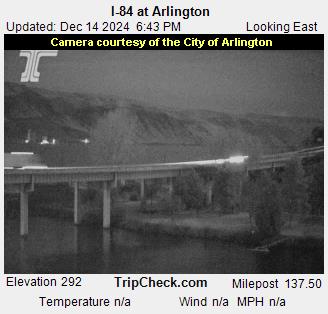 I-84 at Arlington
Updated: Dec 14 2024 6:43 PM Looking East
Camera courtesy of the City of Arlington
Elevation 292 TripCheck.com Milepost 137.50
Temperature n/a Wind n/a MPH n/a